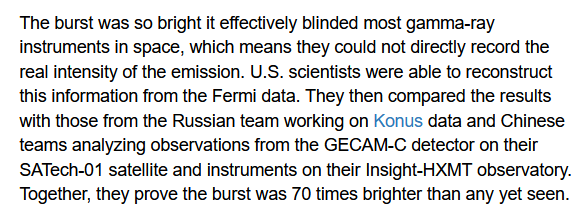 The burst was so bright it effectively blinded most gamma-ray
instruments in space, which means they could not directly record the
real intensity of the emission. U.S. scientists were able to reconstruct
this information from the Fermi data. They then compared the results
with those from the Russian team working on Konus data and Chinese
teams analyzing observations from the GECAM-C detector on their
SATech-01 satellite and instruments on their Insight-HXMT observatory.
Together, they prove the burst was 70 times brighter than any yet seen.